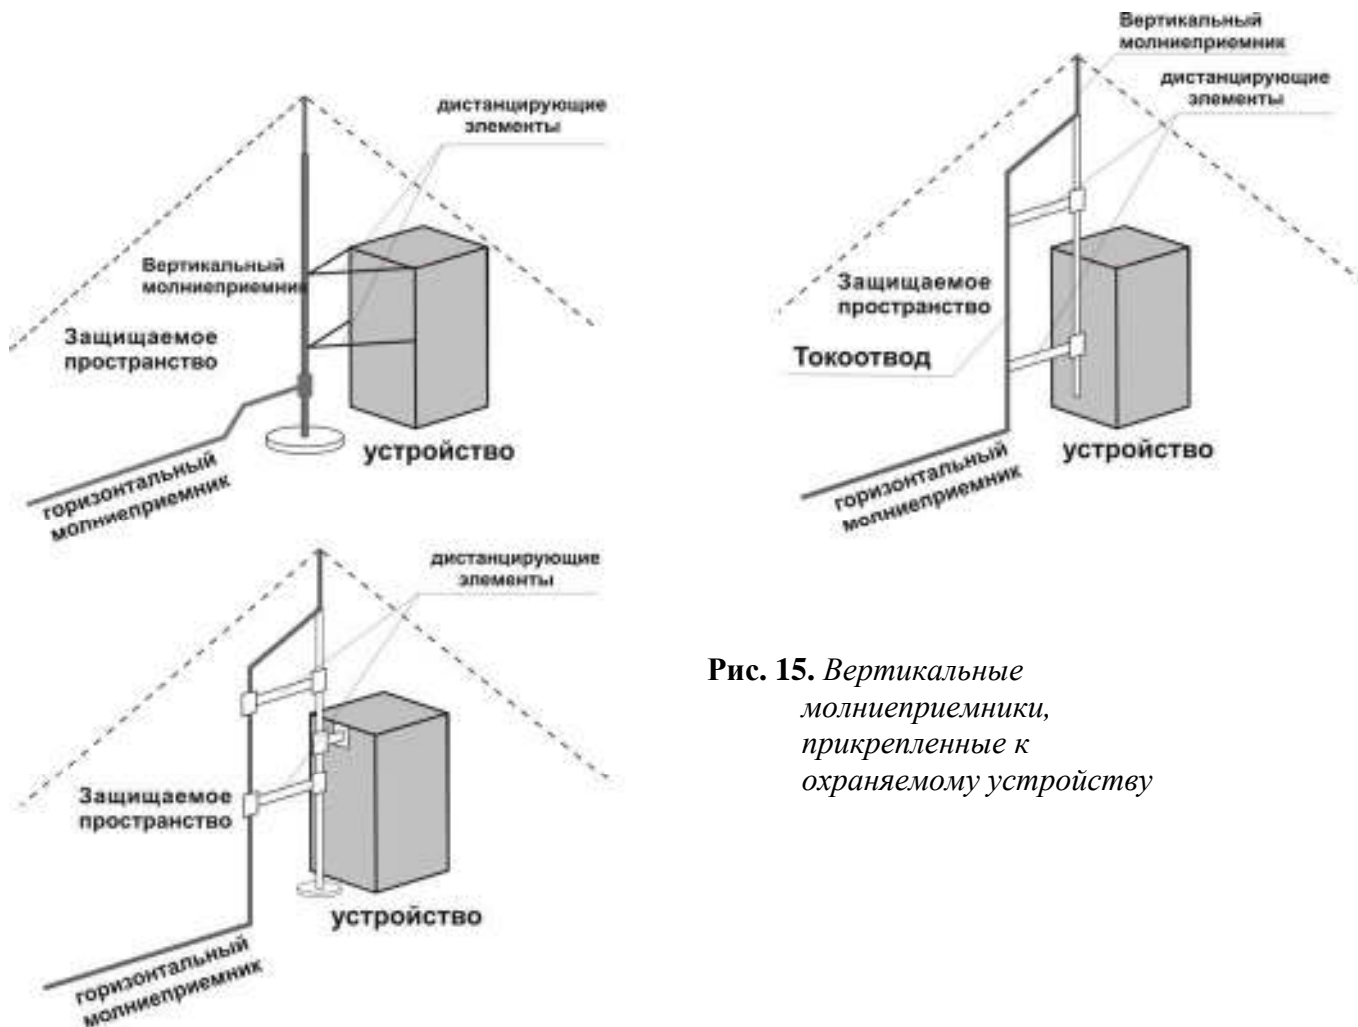 дистанцирующие
элементы
Вертикальный
молниеприемник
Защищаемое
пространство
устройство
горизонтальный
молниеприемник
Вертикальный
молниеприемник
дистанцирующие
элементы
Защищаемое
пространство
Токоотвод
устройство
горизонтальный
молниеприемник
дистанцирующие
элементы
Защищаемое
пространство
устройство
горизонтальный
молниеприемник
Рис. 15. Вертикальные
молниеприемники,
прикрепленные к
охраняемому устройству